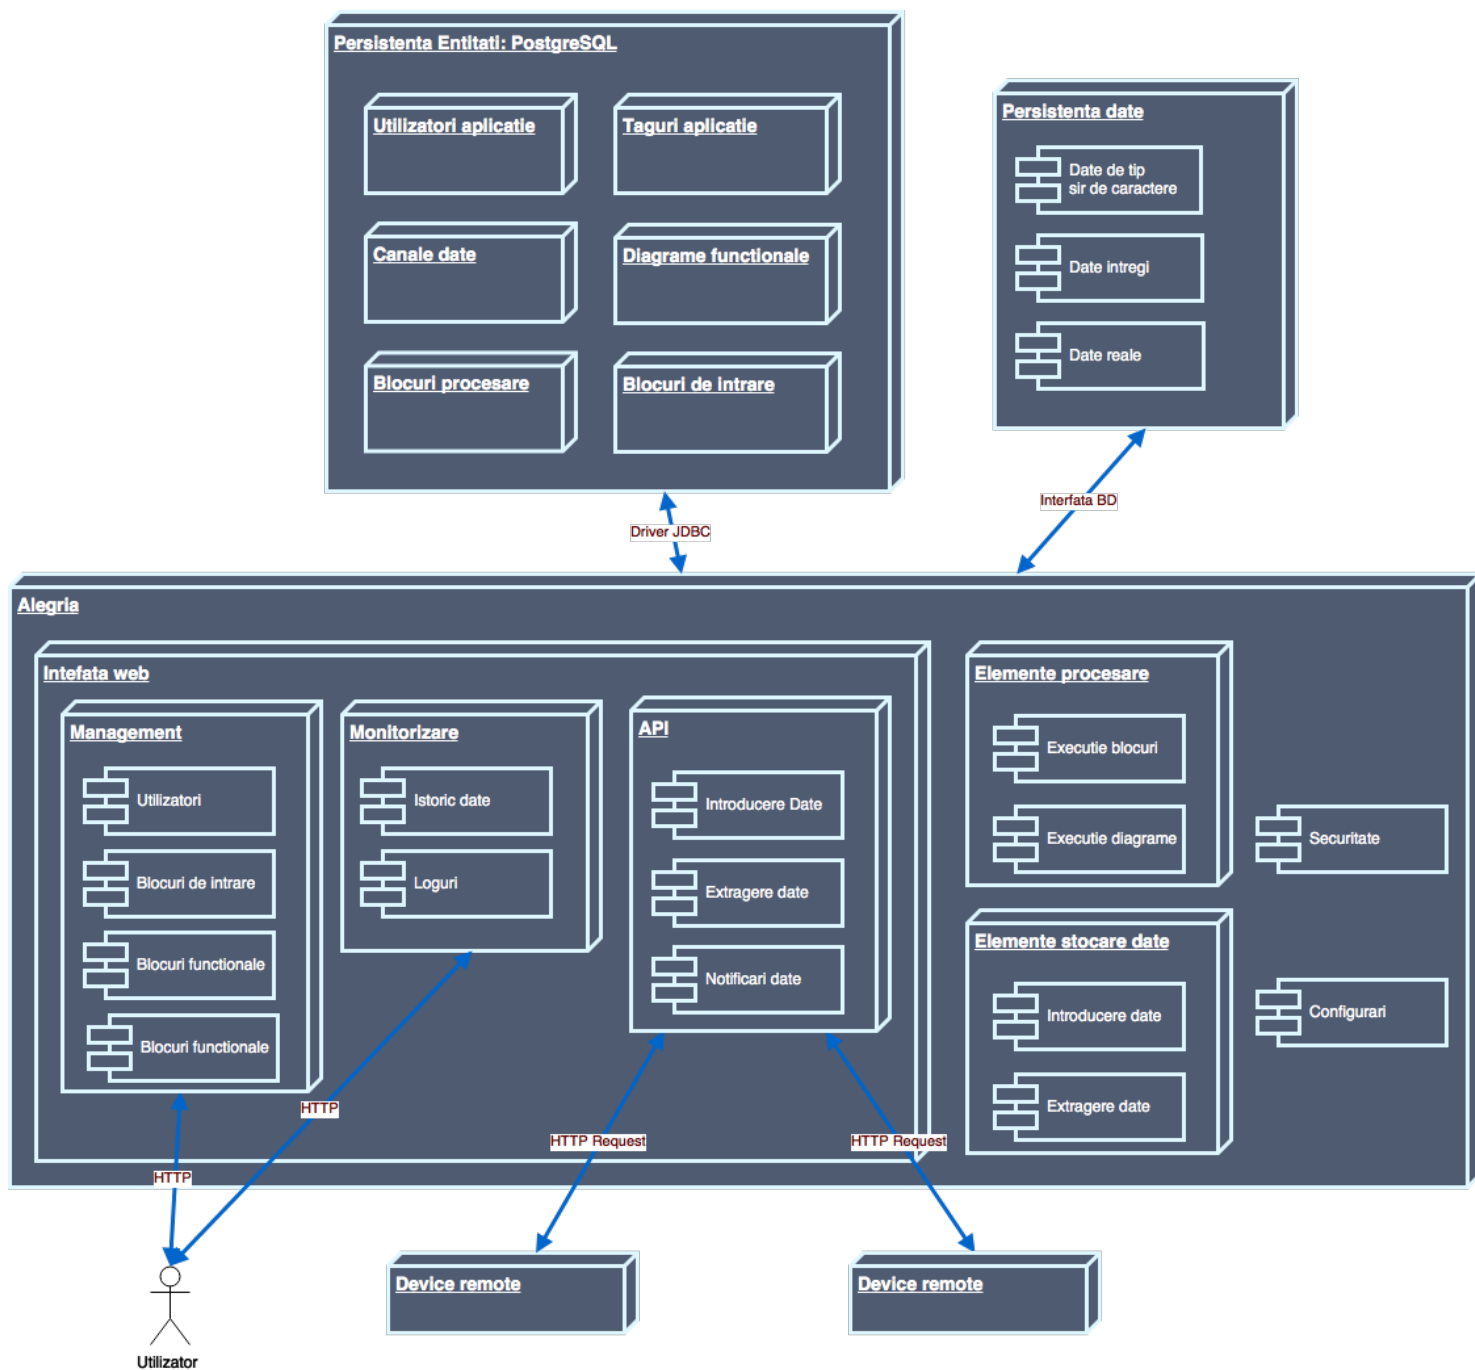 Persistenta Entitati: PostgreSQL
Utilizatori aplicatie
Taguri aplicatie
Canale date
Diagrame functionale
Blocuri procesare
Blocuri de intrare
Persistenta date
Date de tip
sir de caractere
Date intregi
Date reale
Driver JDBC
Interfata BD
Alegria
Intefata web
Management
Utilizatori
Blocuri de intrare
Blocuri functionale
Blocuri functionale
Monitorizare
Istoric date
Loguri
API
Introducere Date
Extragere date
Notificari date
Elemente procesare
Executie blocuri
Executie diagrame
Elemente stocare date
Introducere date
Extragere date
Securitate
Configurari
HTTP
HTTP
HTTP Request
HTTP Request
Utilizator
Device remote
Device remote